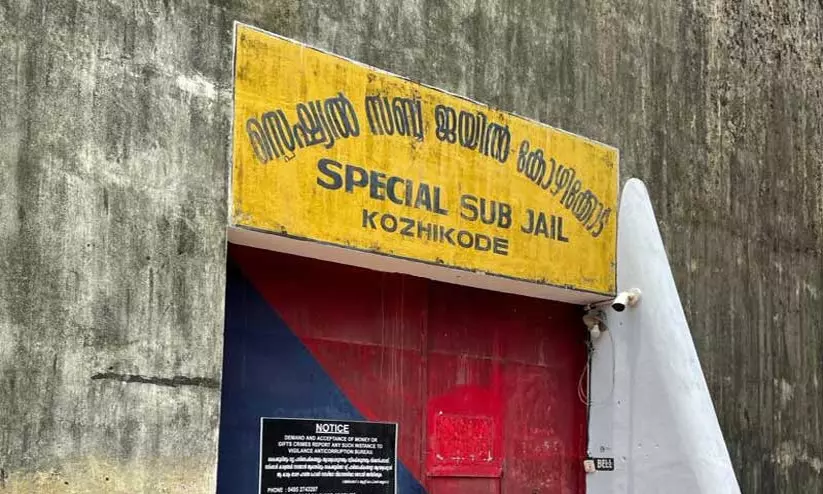 സ്പെഷ്യൽ സബ് ജയിൽ കോഴിക്കോട്
SPECIAL SUB JAIL
KOZHIKODE
NOTICE
DEMAND AND ACCEPTANCE OF MONEY OR
GIFTS CRIMES REPORT ANY SUCH INSTANCE TO
VIGILANCE ANTICORRUPTION BUREAU
PHONE
BELL